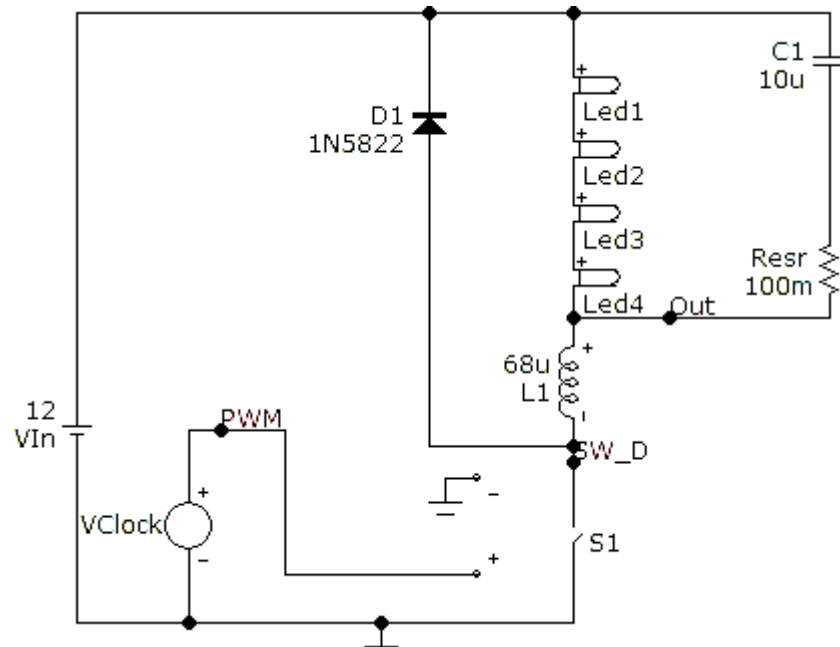 C1
10u
D1
1N5822
Led1
Led2
Led3
Led4
Resr
100m
Out
68u
L1
12
VIn
PWM
SW_D
VClock
S1
+
+
+
+
+
-
+
-
-
+